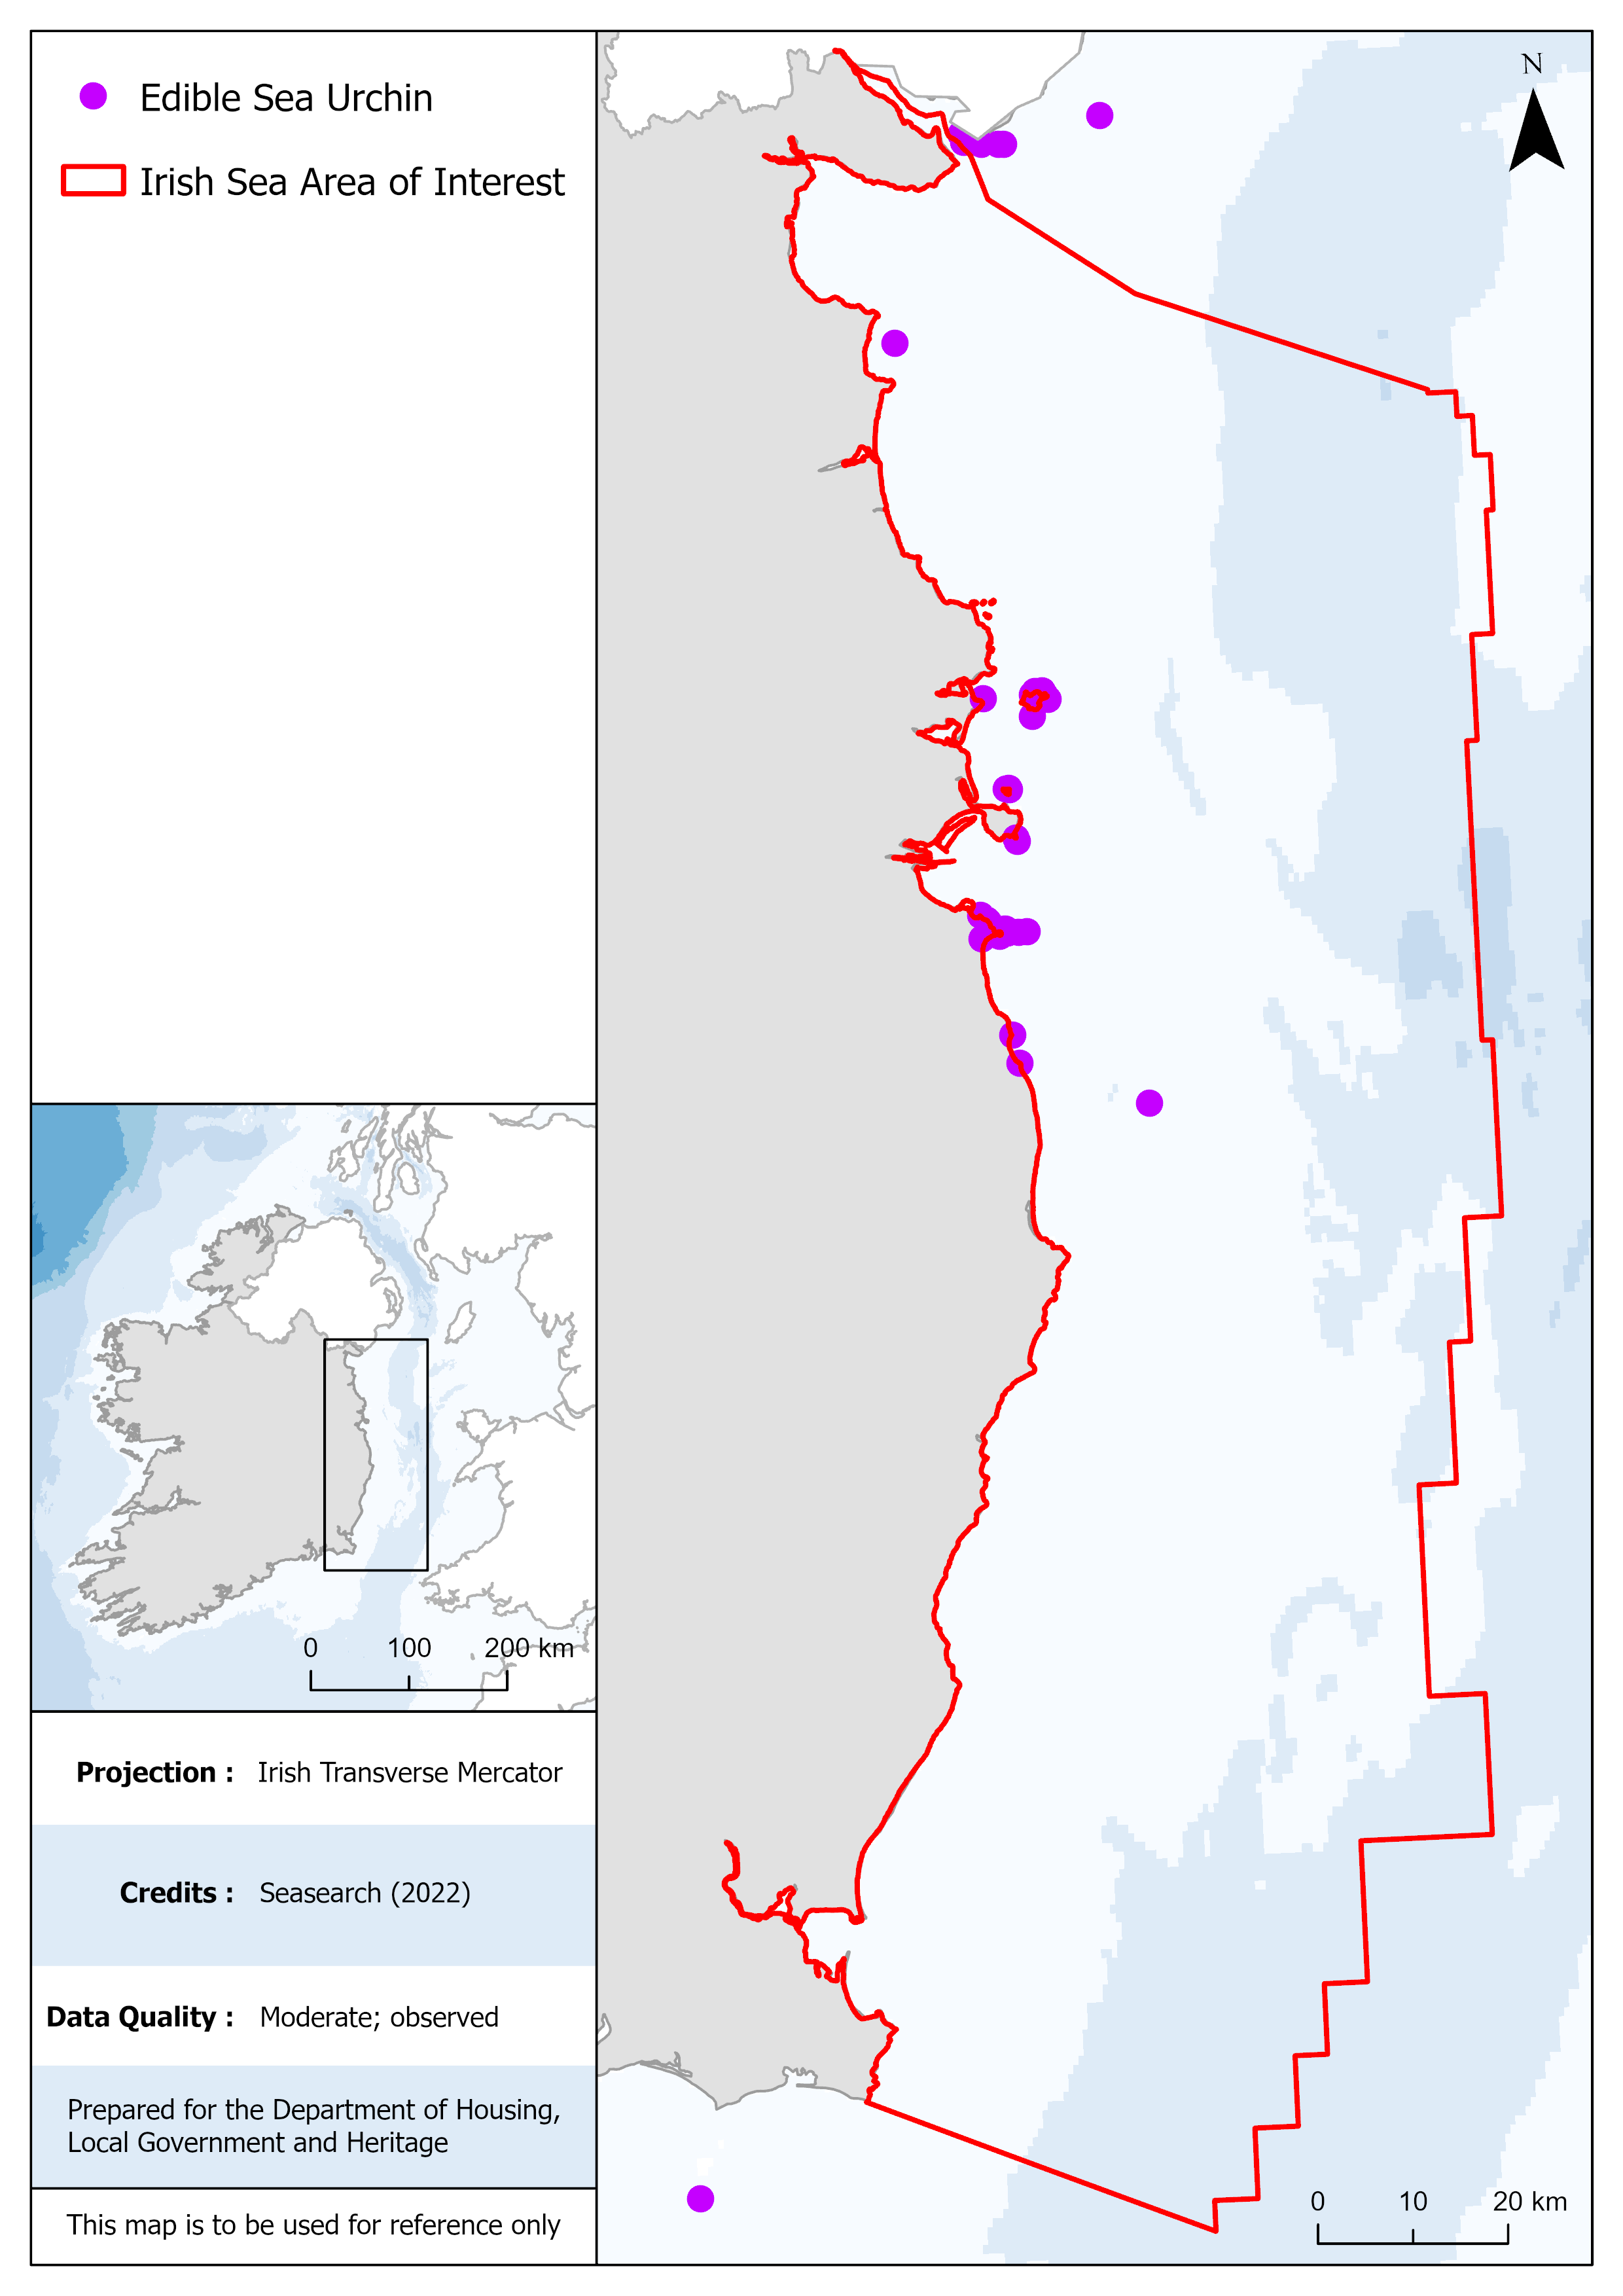 Edible Sea Urchin
Irish Sea Area of Interest
N
0 100 200 km
Projection : Irish Transverse Mercator
Credits : Seasearch (2022)
Data Quality : Moderate; observed
Prepared for the Department of Housing,
Local Government and Heritage
This map is to be used for reference only
0 10 20 km